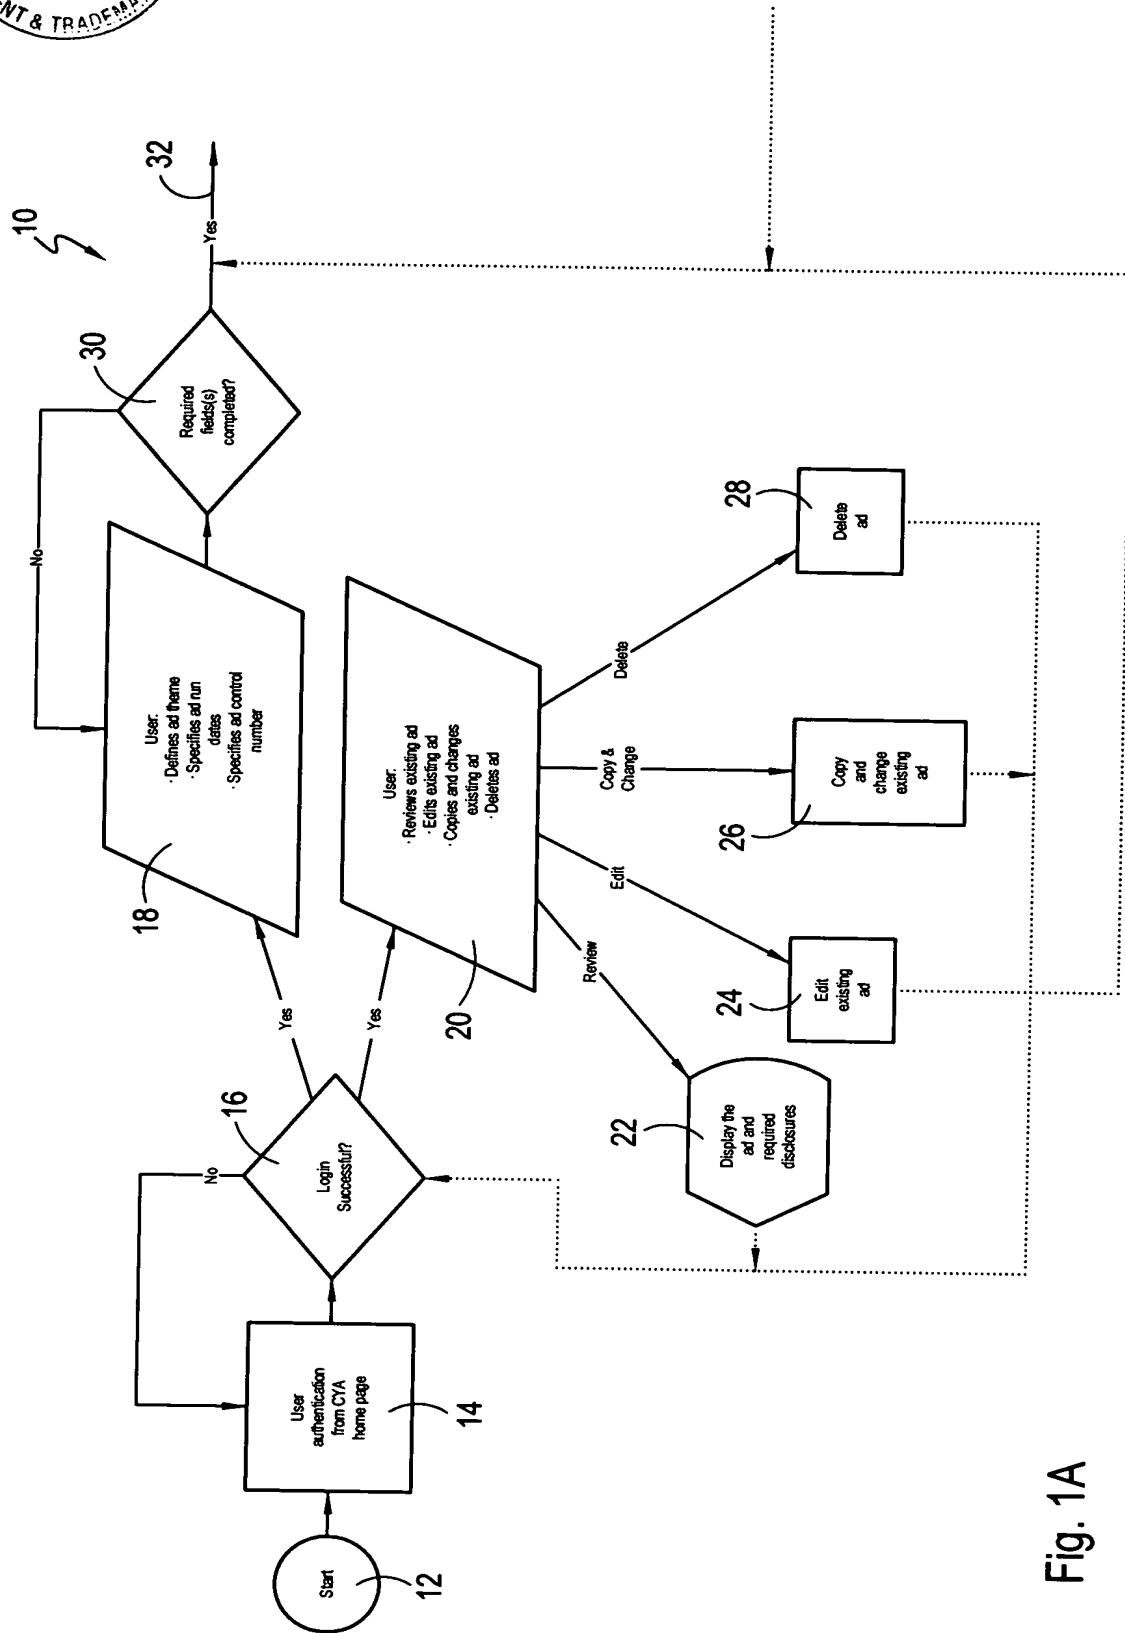 NT & TRADEMA
10
32
Yes
30
Required
fields(s)
completed?
No
User:
· Defines ad theme
· Specifies ad run
dates
· Specifies ad control
number
18
User:
· Reviews existing ad
· Edits existing ad
· Copies and changes
existing ad
· Deletes ad
20
Yes
Yes
16
Login
Successful?
No
User
authentication
from CYA
home page
14
Start
12
Review
Edit
Copy &
Change
Delete
22
Display the
ad and
required
disclosures
24
Edit
existing
ad
26
Copy
and
change
existing
ad
28
Delete
ad
Fig. 1A